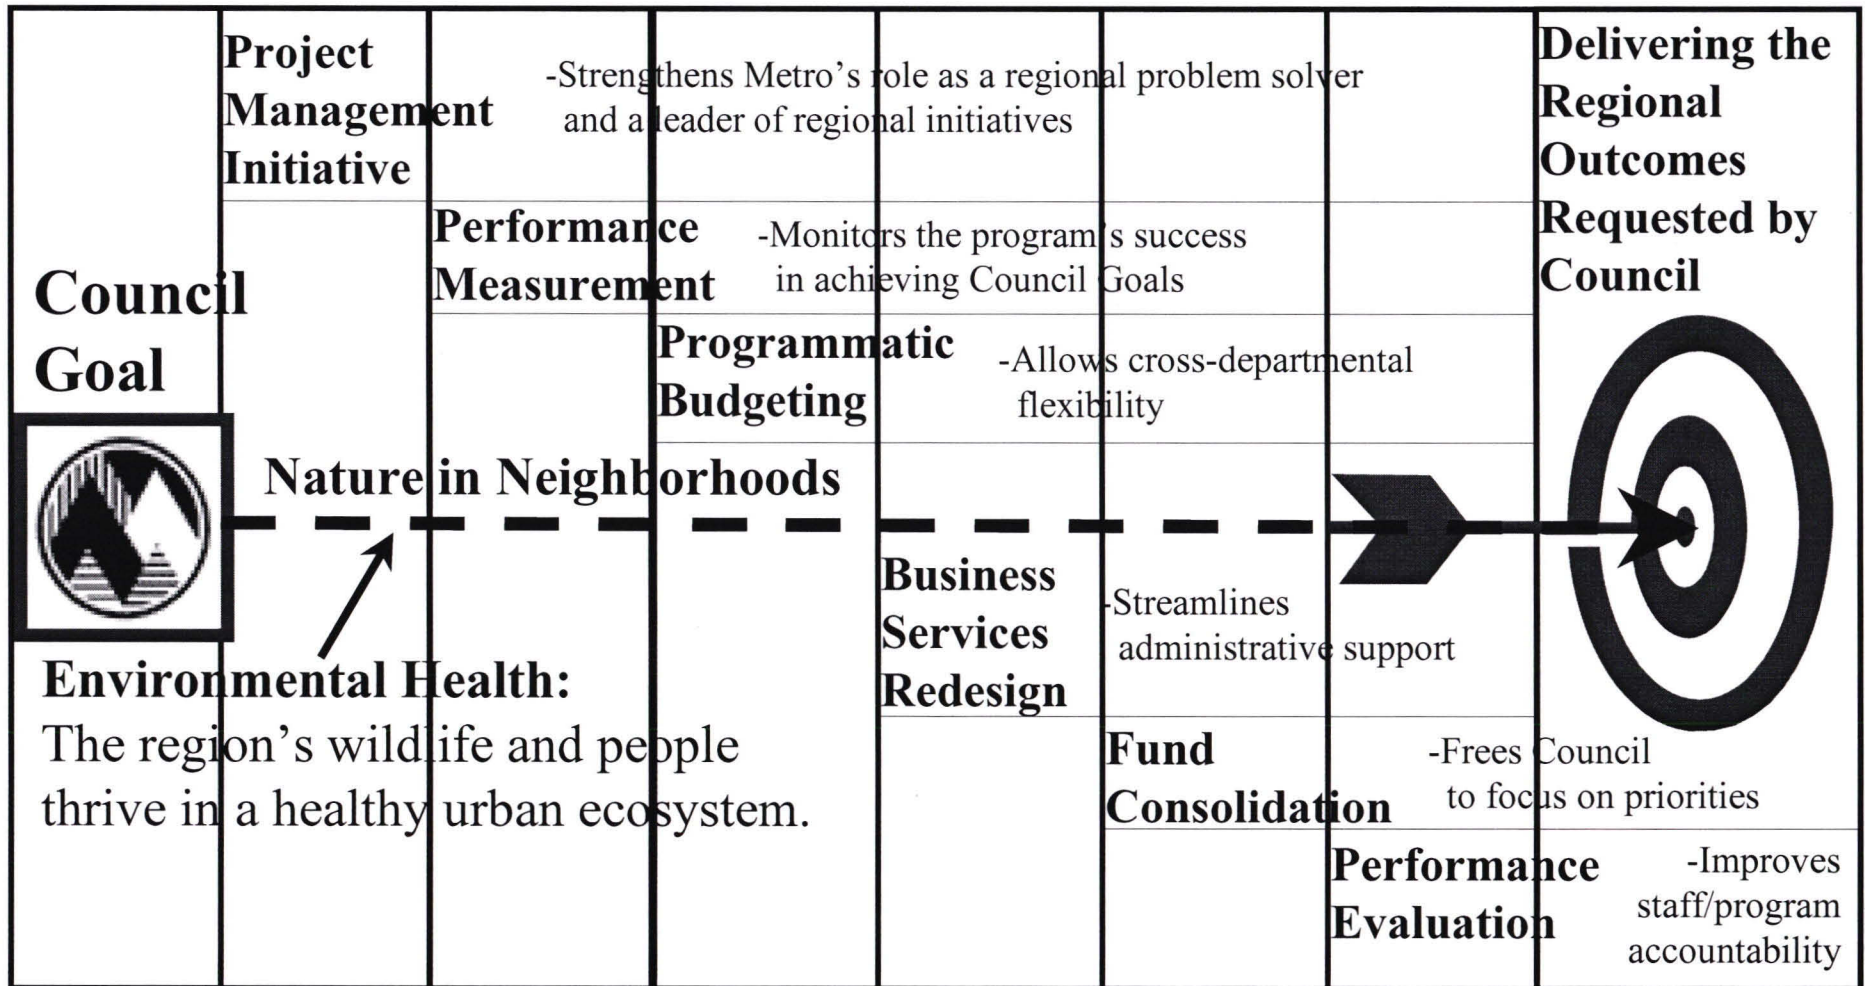 Project
Management
Initiative
-Strengthens Metro's role as a regional problem solver
and a leader of regional initiatives
Delivering the
Regional
Outcomes
Requested by
Council
Performance
Measurement
-Monitors the program's success
in achieving Council Goals
Council
Goal
Programmatic
Budgeting
-Allows cross-departmental
flexibility
Nature in Neighborhoods
Business
Services
Redesign
-Streamlines
administrative support
Environmental Health:
The region's wildlife and people
thrive in a healthy urban ecosystem.
Fund
Consolidation
-Frees Council
to focus on priorities
Performance
Evaluation
-Improves
staff/program
accountability